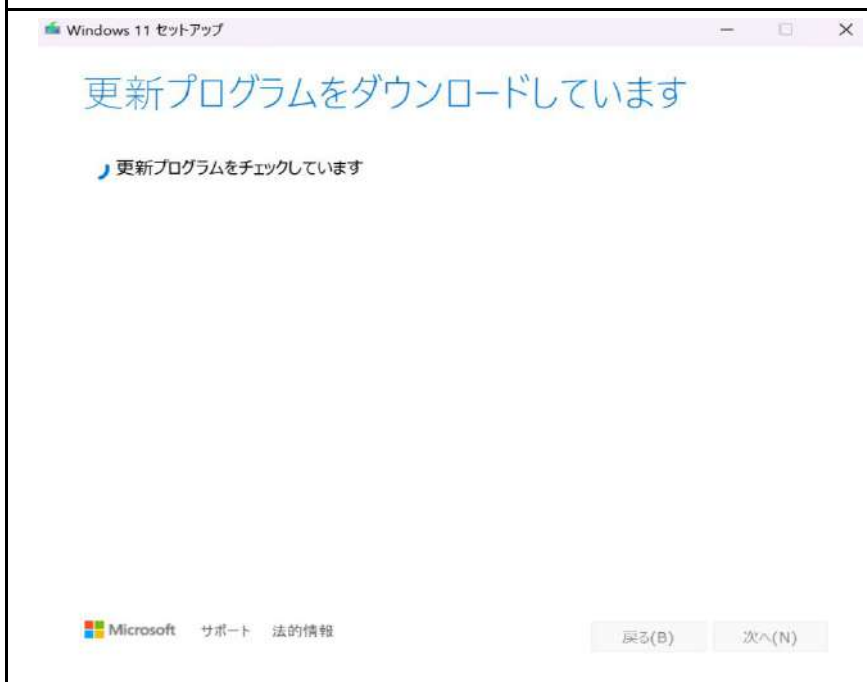 Windows 11 セットアップ
更新プログラムをダウンロードしています
更新プログラムをチェックしています
Microsoft サポート 法的情報
戻る(B) 次へ(N)